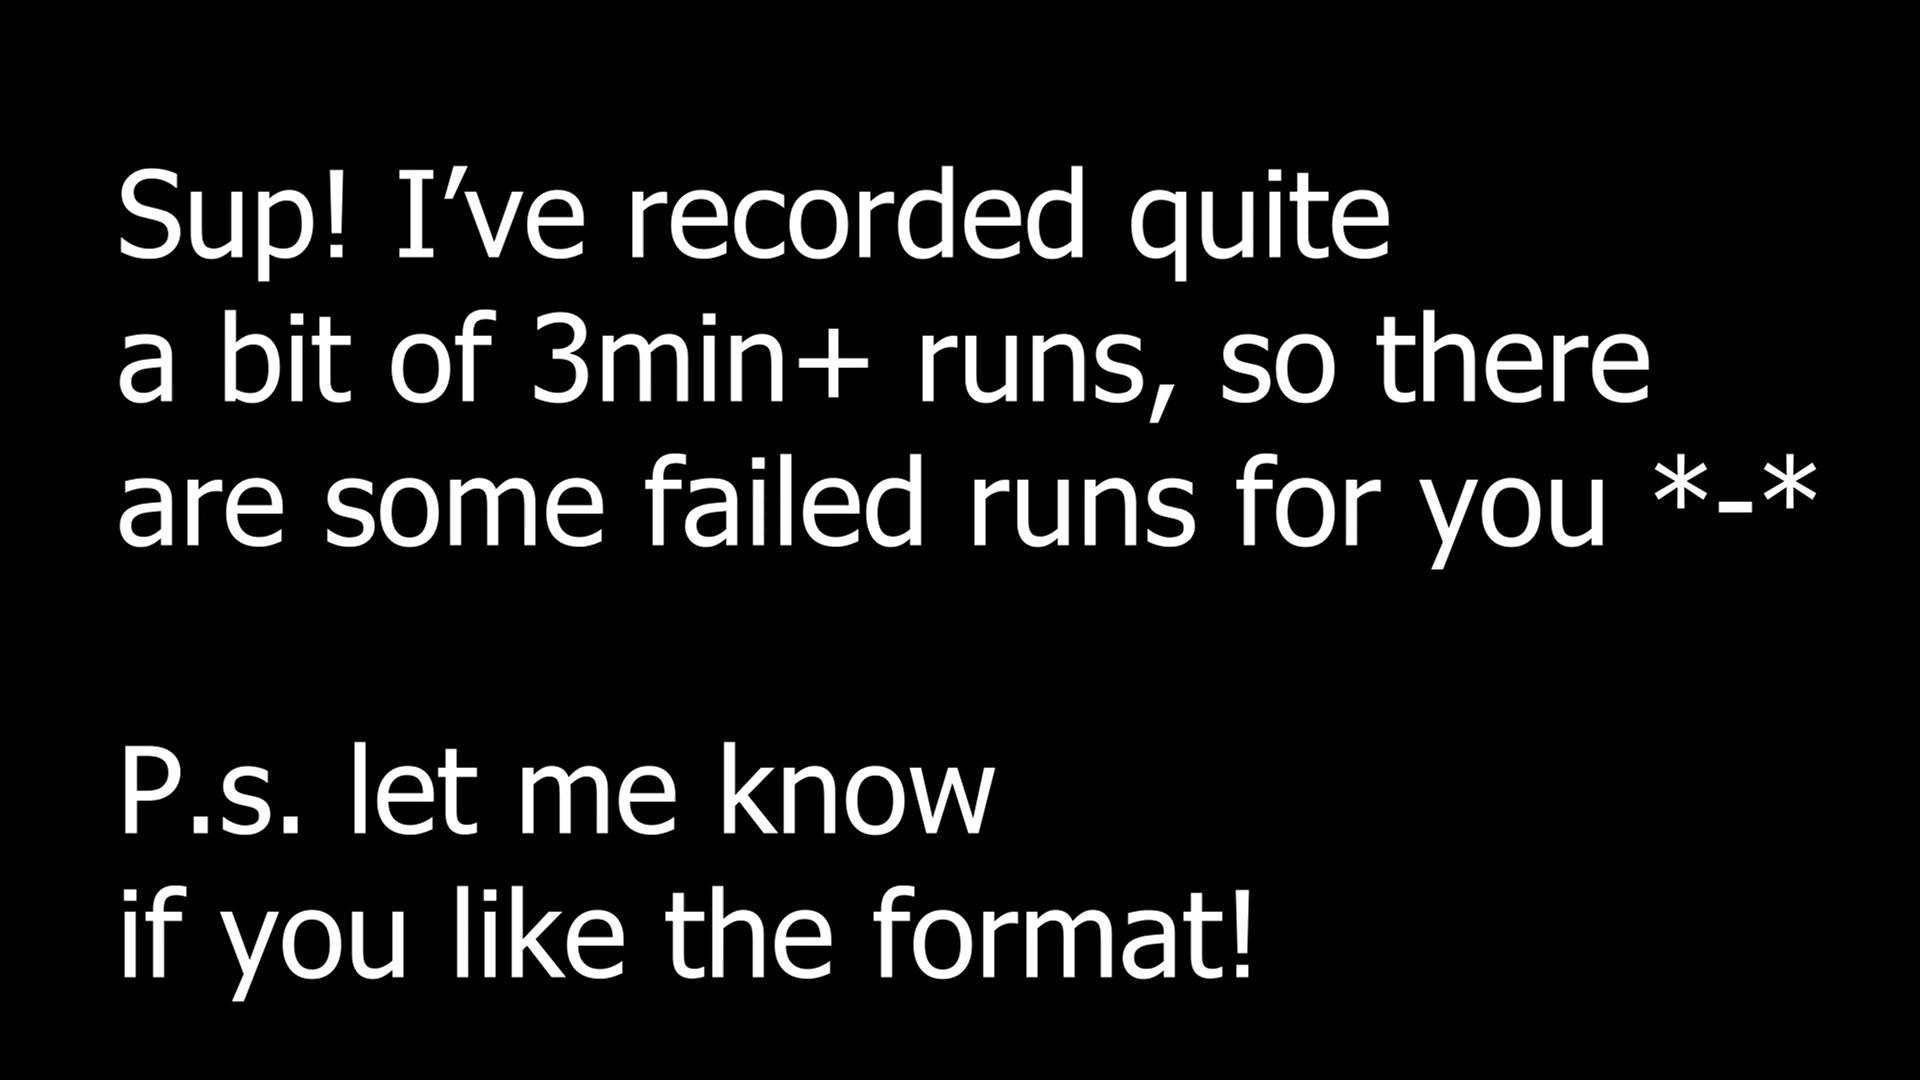 Sup! I’ve recorded quite
a bit of 3min+ runs, so there
are some failed runs for you *-*
P.s. let me know
if you like the format!